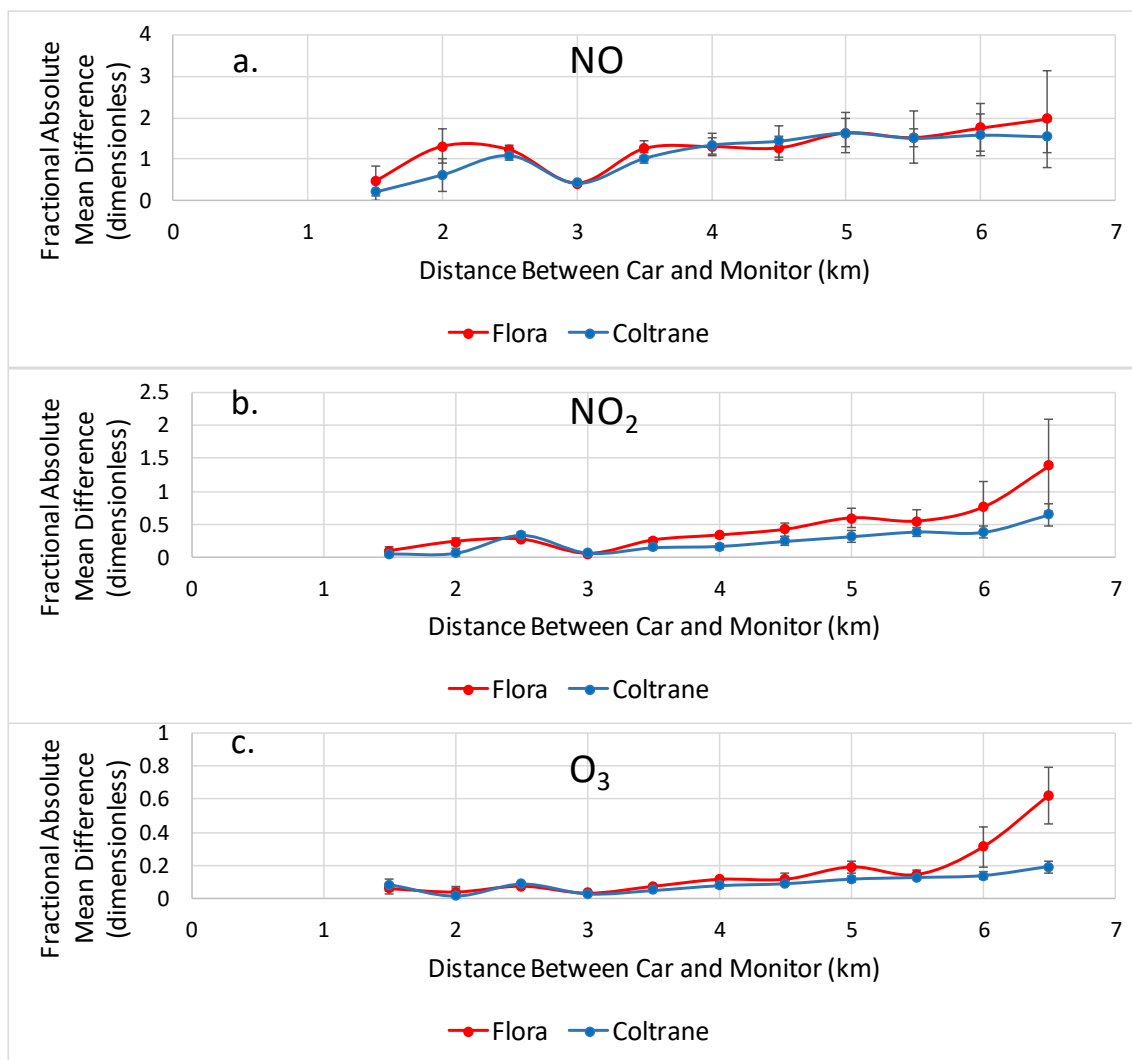 a.
NO
Fractional Absolute
Mean Difference
(dimensionless)
4
3
2
1
0
0 1 2 3 4 5 6 7
Distance Between Car and Monitor (km)
Flora Coltrane
b.
NO₂
Fractional Absolute
Mean Difference
(dimensionless)
2.5
2
1.5
1
0.5
0
0 1 2 3 4 5 6 7
Distance Between Car and Monitor (km)
Flora Coltrane
c.
O₃
Fractional Absolute
Mean Difference
(dimensionless)
1
0.8
0.6
0.4
0.2
0
0 1 2 3 4 5 6 7
Distance Between Car and Monitor (km)
Flora Coltrane